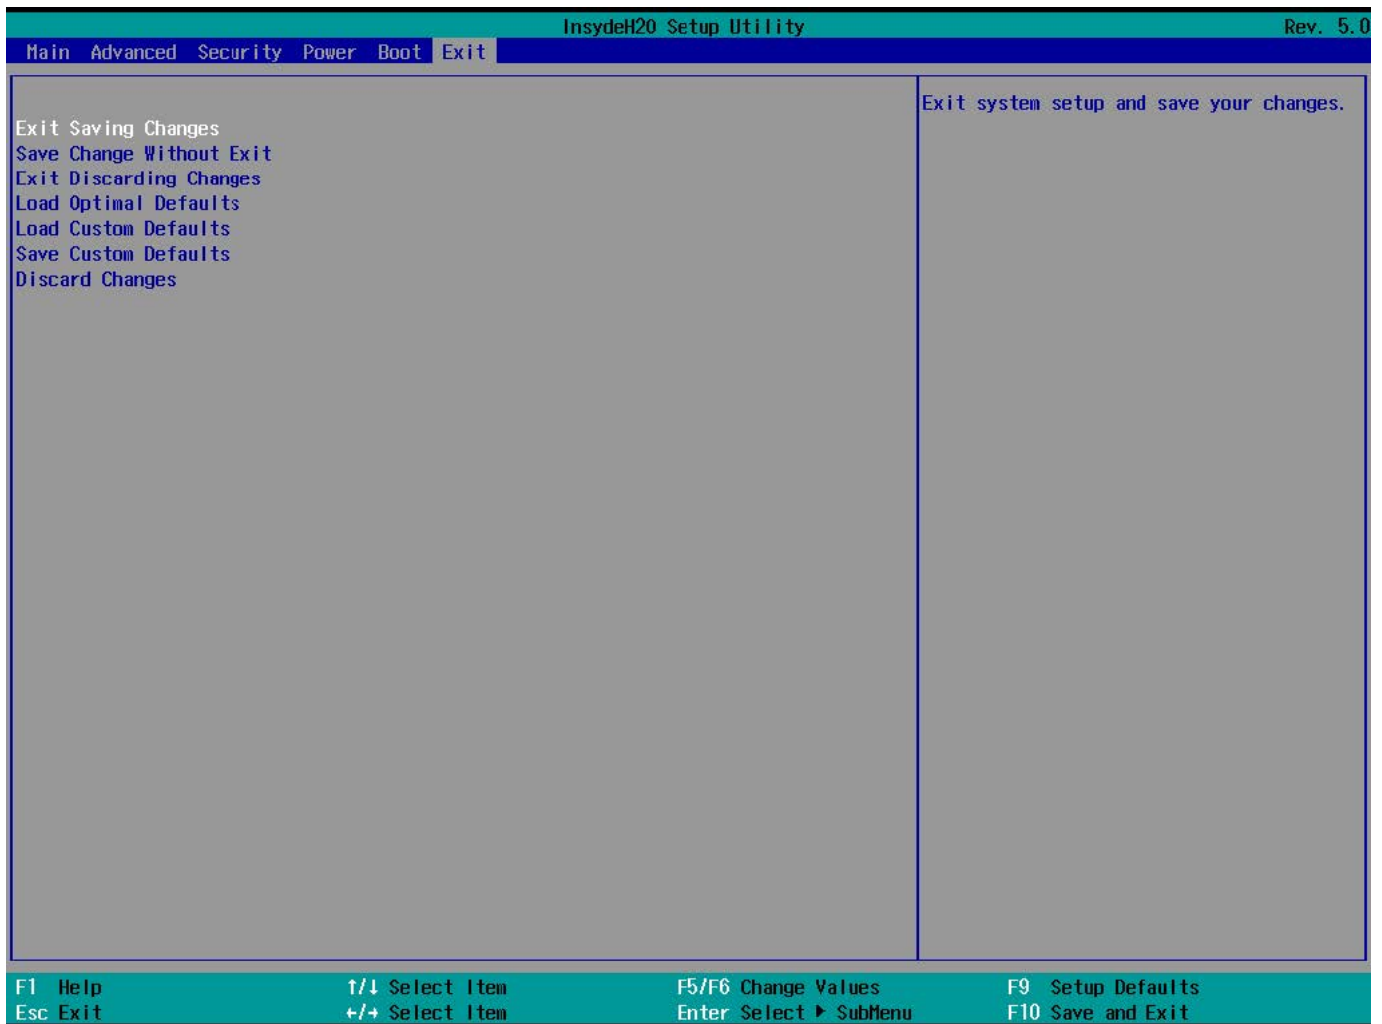 InsydeH20 Setup Utility Rev. 5.0
Main Advanced Security Power Boot Exit
Exit system setup and save your changes.
Exit Saving Changes
Save Change Without Exit
Exit Discarding Changes
Load Optimal Defaults
Load Custom Defaults
Save Custom Defaults
Discard Changes
F1 Help ↑/↓ Select Item F5/F6 Change Values F9 Setup Defaults
Esc Exit ←/→ Select Item Enter Select ▶ SubMenu F10 Save and Exit